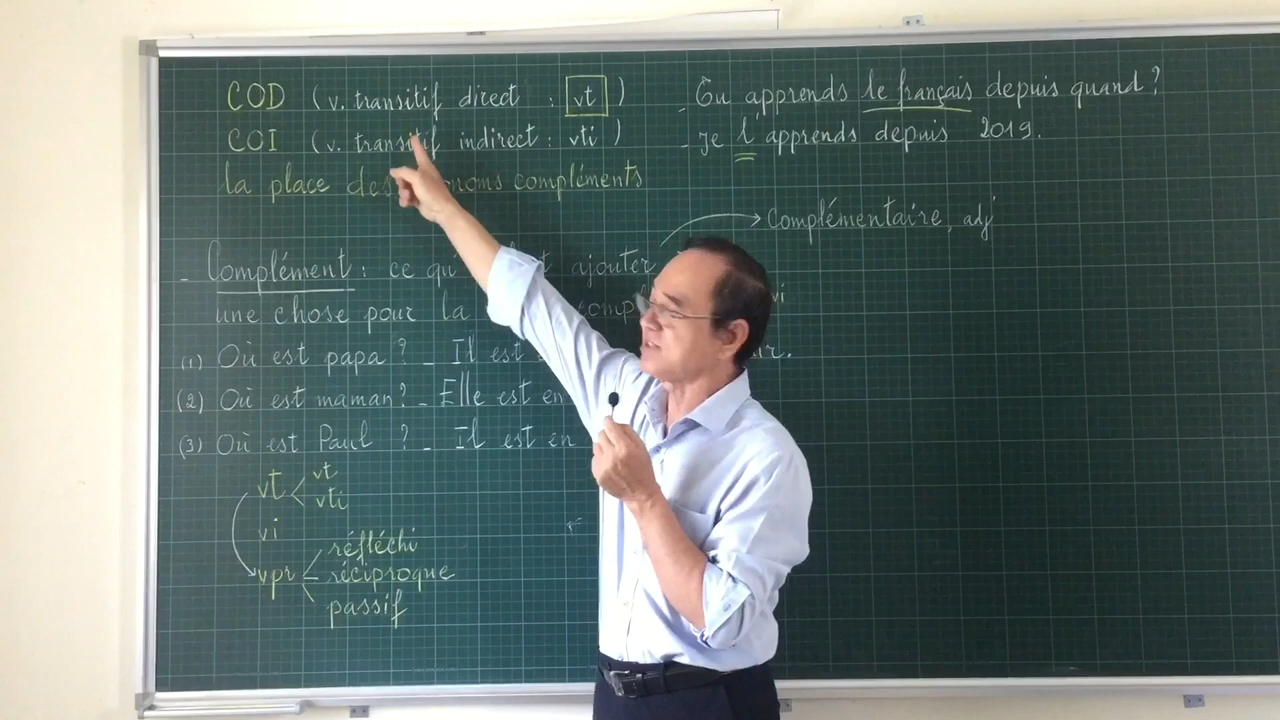 COD (v. transitif direct : vt)
COI (v. transitif indirect : vti)
La place des compléments
- Tu apprends le français depuis quand ?
- Je l'apprends depuis 2019.
complémentaire, adj
- Complément : ce ajouter
une chose pour la
vi
(1) Où est papa ? - Il est
(2) Où est maman ? - Elle est en
(3) Où est Paul ? - Il est en
vt
vt
vti
vi
vpr
réfléchi
réciproque
passif